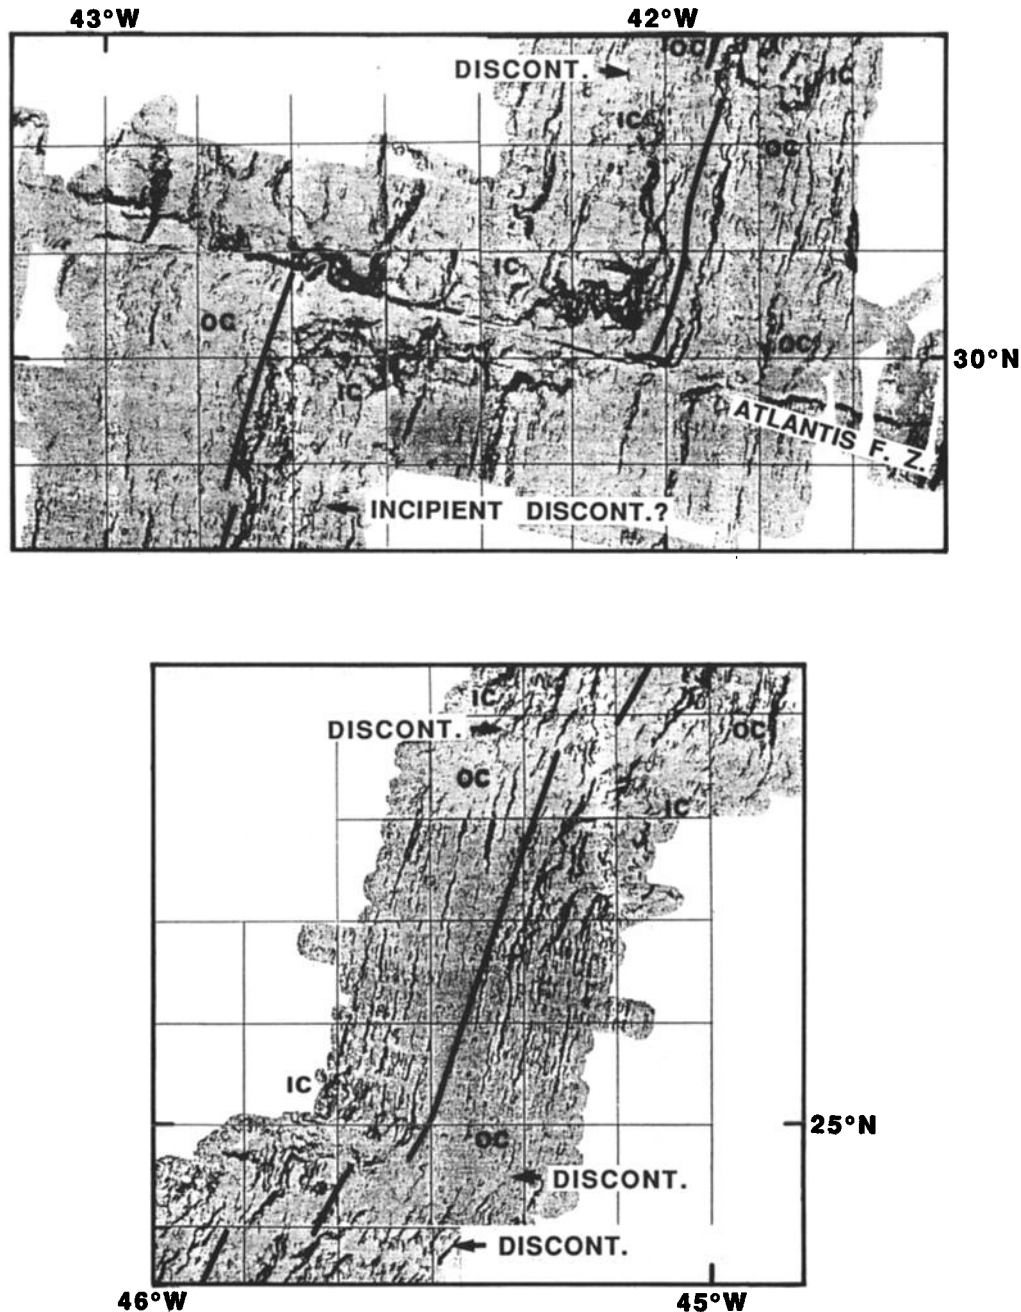 43°W 42°W
OC
DISCONT. IC
IC
OC
IC
OC
OC
30°N
IC
ATLANTIS F. Z.
INCIPIENT DISCONT.?
IC
DISCONT. OC
OC
IC
IC
25°N
OC
DISCONT.
DISCONT.
46°W 45°W